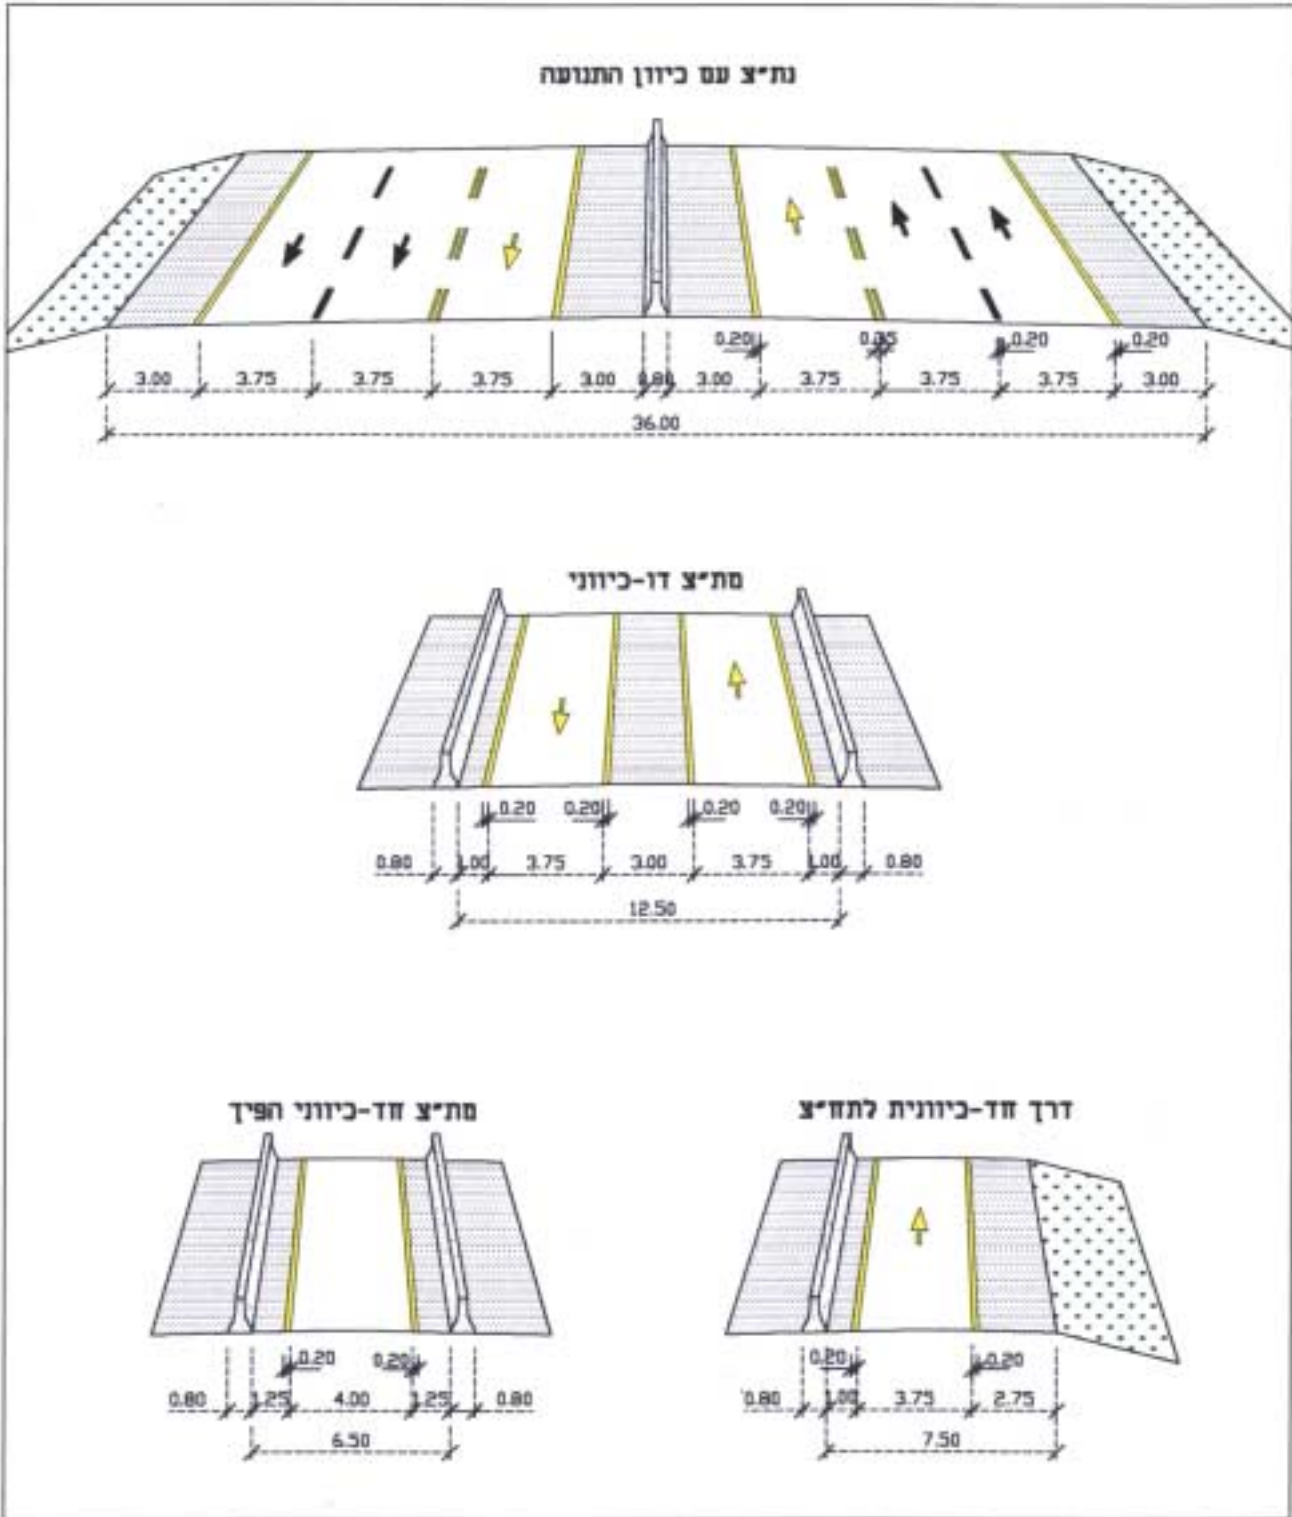 נת"צ עם כיוון התנועה
0.20 0.35 0.20 0.20
3.00 3.75 3.75 3.75 3.00 0.80 3.00 3.75 3.75 3.75 3.00
36.00
מת"צ דו-כיווני
0.20 0.20 0.20 0.20
0.80 1.00 3.75 3.00 3.75 1.00 0.80
12.50
מת"צ חד-כיווני הפיך
0.20 0.20
0.80 1.25 4.00 1.25 0.80
6.50
דרך חד-כיוונית לתח"צ
0.20 0.20
0.80 1.00 3.75 2.75
7.50